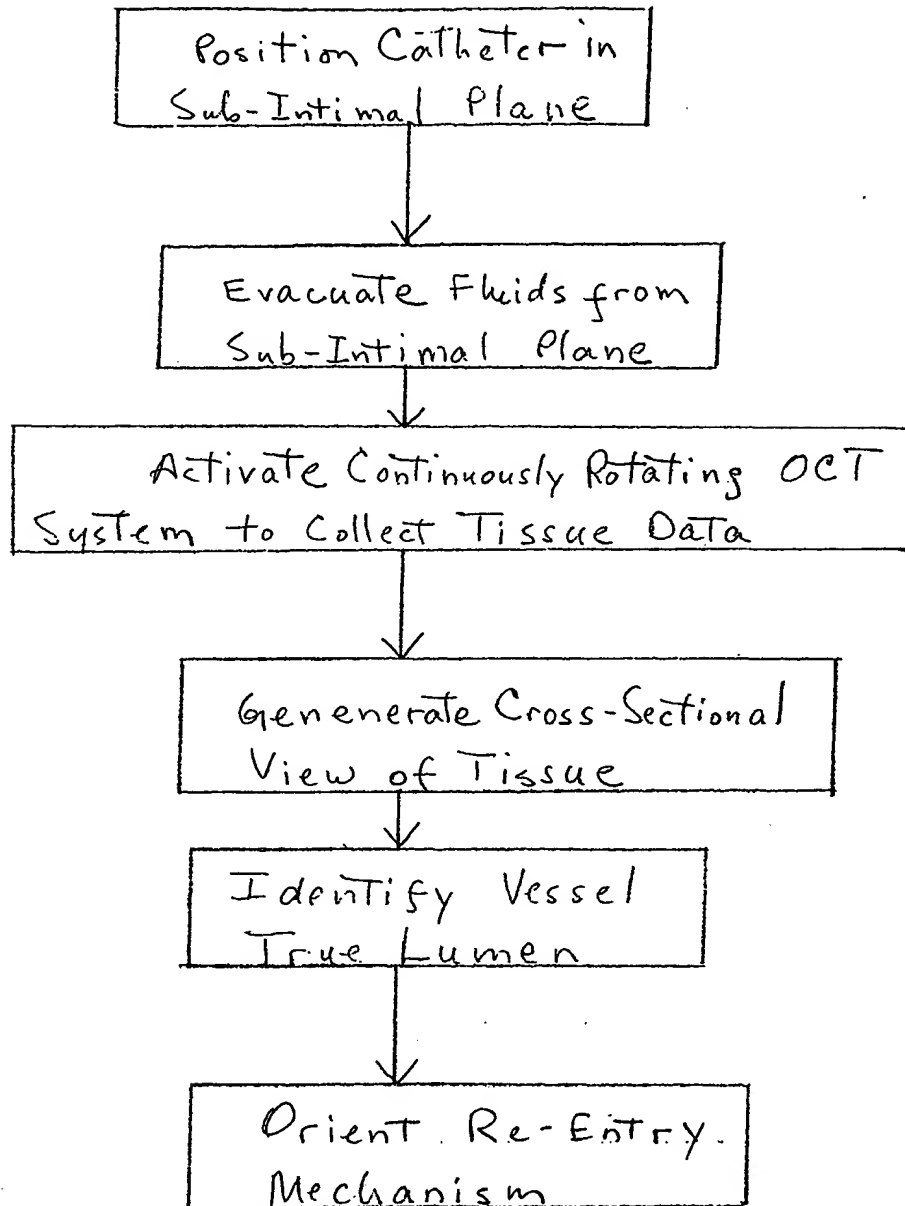 Position Catheter in
Sub-Intimal Plane
Evacuate Fluids from
Sub-Intimal Plane
Activate Continuously Rotating OCT
System to Collect Tissue Data
Genenerate Cross-Sectional
View of Tissue
Identify Vessel
True Lumen
Orient Re-Entry
Mechanism